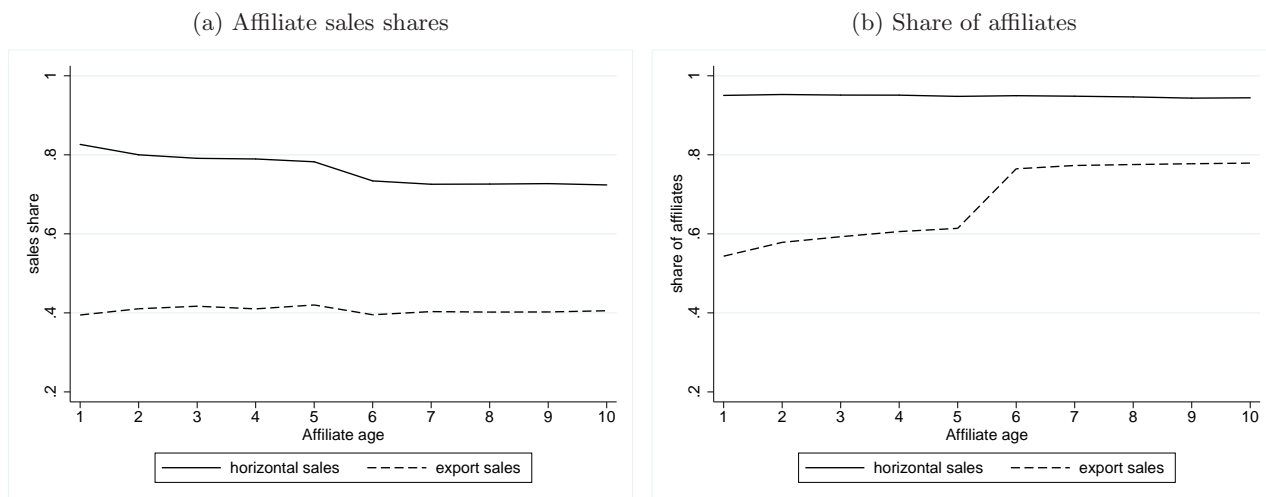 (a) Affiliate sales shares
sales share
1
.8
.6
.4
.2
1 2 3 4 5 6 7 8 9 10
Affiliate age
horizontal sales export sales
(b) Share of affiliates
share of affiliates
1
.8
.6
.4
.2
1 2 3 4 5 6 7 8 9 10
Affiliate age
horizontal sales export sales